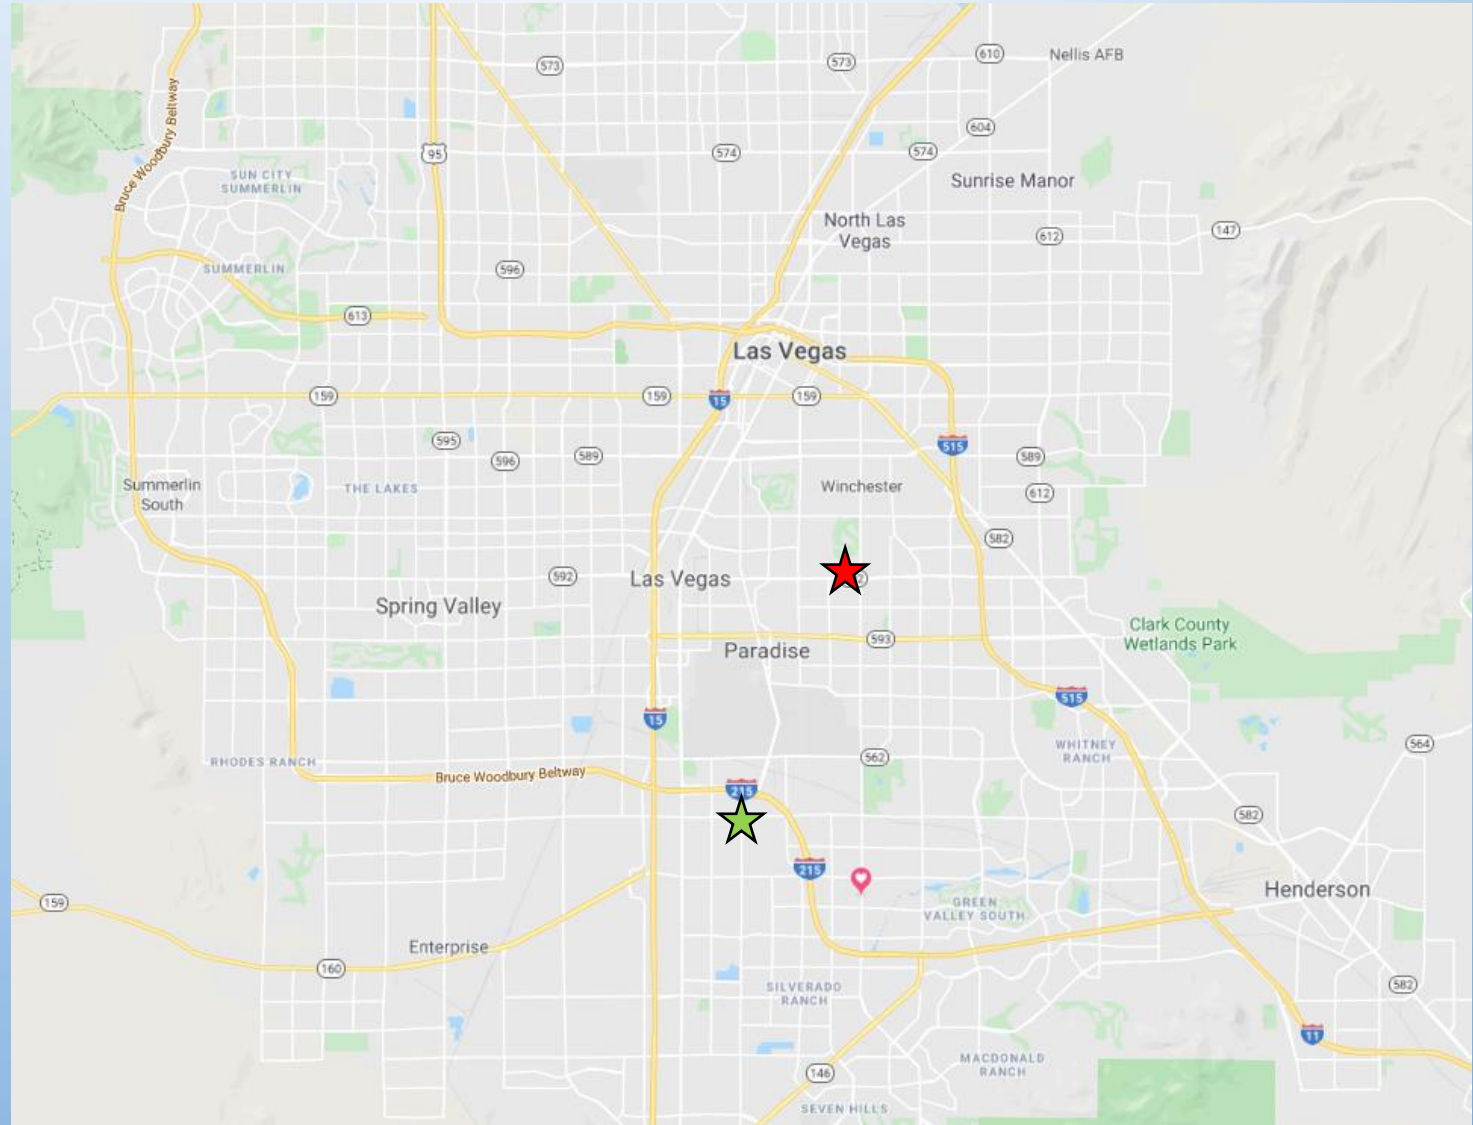 573
573
610
Nellis AFB
Bruce Woodbury Beltway
604
95
574
574
SUN CITY
SUMMERLIN
Sunrise Manor
North Las
Vegas
612
147
SUMMERLIN
596
613
Las Vegas
159
159
15
159
595
596
589
515
589
Summerlin
South
THE LAKES
Winchester
612
582
592
Las Vegas
Spring Valley
Clark County
Wetlands Park
593
Paradise
515
15
WHITNEY
RANCH
564
562
RHODES RANCH
Bruce Woodbury Beltway
215
582
215
Henderson
159
GREEN
VALLEY SOUTH
Enterprise
160
SILVERADO
RANCH
582
11
146
MACDONALD
RANCH
SEVEN HILLS